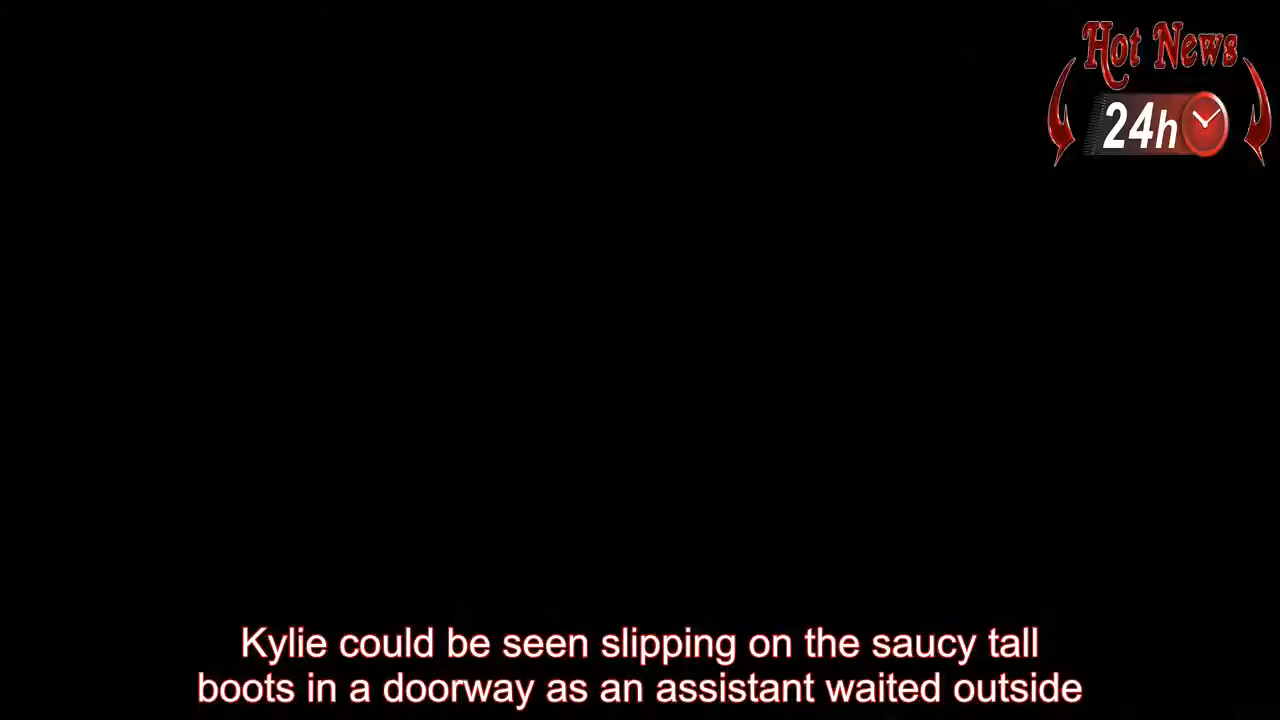 Hot News
24h
Kylie could be seen slipping on the saucy tall
boots in a doorway as an assistant waited outside